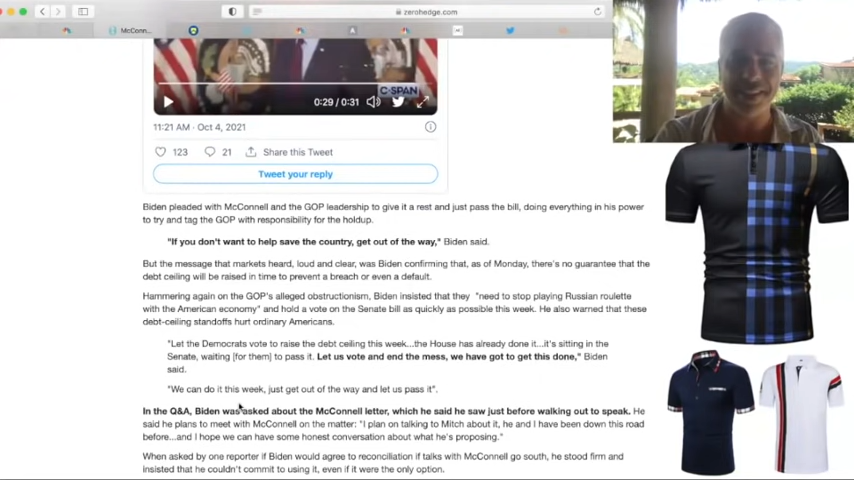 zerohedge.com
McConn...
C-SPAN
0:29 / 0:31
11:21 AM · Oct 4, 2021
123 21 Share this Tweet
Tweet your reply
Biden pleaded with McConnell and the GOP leadership to give it a rest and just pass the bill, doing everything in his power
to try and tag the GOP with responsibility for the holdup.
"If you don't want to help save the country, get out of the way," Biden said.
But the message that markets heard, loud and clear, was Biden confirming that, as of Monday, there's no guarantee that the
debt ceiling will be raised in time to prevent a breach or even a default.
Hammering again on the GOP's alleged obstructionism, Biden insisted that they "need to stop playing Russian roulette
with the American economy" and hold a vote on the Senate bill as quickly as possible this week. He also warned that these
debt-ceiling standoffs hurt ordinary Americans.
"Let the Democrats vote to raise the debt ceiling this week...the House has already done it...it's sitting in the
Senate, waiting [for them] to pass it. Let us vote and end the mess, we have got to get this done," Biden
said.
"We can do it this week, just get out of the way and let us pass it".
In the Q&A, Biden was asked about the McConnell letter, which he said he saw just before walking out to speak. He
said he plans to meet with McConnell on the matter: "I plan on talking to Mitch about it, he and I have been down this road
before...and I hope we can have some honest conversation about what he's proposing."
When asked by one reporter if Biden would agree to reconciliation if talks with McConnell go south, he stood firm and
insisted that he couldn't commit to using it, even if it were the only option.